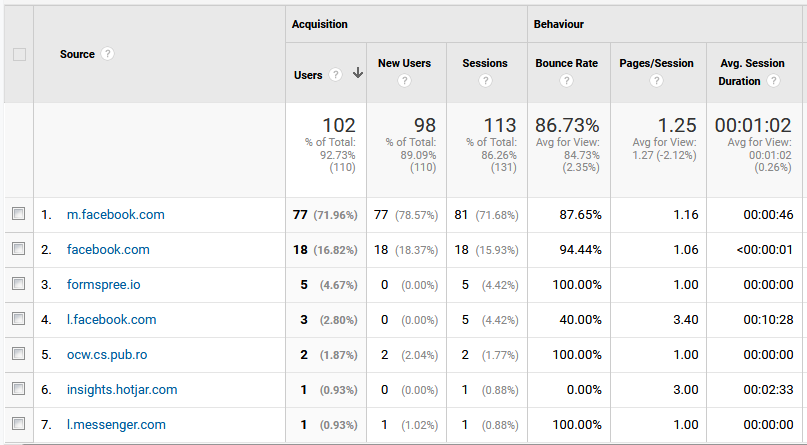 Acquisition Behaviour
Source ? Users ? New Users ? Sessions ? Bounce Rate ? Pages/Session ? Avg. Session Duration ?
102 98 113 86.73% 1.25 00:01:02
% of Total: % of Total: % of Total: Avg for View: Avg for View: Avg for View:
92.73% 89.09% 86.26% 84.73% 1.27 (-2.12%) 00:01:02
(110) (110) (131) (2.35%) (0.26%)
1. m.facebook.com 77 (71.96%) 77 (78.57%) 81 (71.68%) 87.65% 1.16 00:00:46
2. facebook.com 18 (16.82%) 18 (18.37%) 18 (15.93%) 94.44% 1.06 <00:00:01
3. formspree.io 5 (4.67%) 0 (0.00%) 5 (4.42%) 100.00% 1.00 00:00:00
4. l.facebook.com 3 (2.80%) 0 (0.00%) 5 (4.42%) 40.00% 3.40 00:10:28
5. ocw.cs.pub.ro 2 (1.87%) 2 (2.04%) 2 (1.77%) 100.00% 1.00 00:00:00
6. insights.hotjar.com 1 (0.93%) 0 (0.00%) 1 (0.88%) 0.00% 3.00 00:02:33
7. l.messenger.com 1 (0.93%) 1 (1.02%) 1 (0.88%) 100.00% 1.00 00:00:00